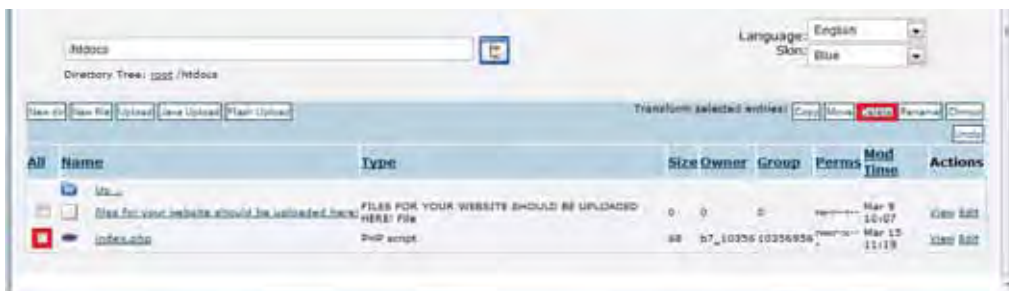 Language: English
/htdocs
Skin: Blue
Directory Tree: root /htdocs
New dir New file Upload Java Upload Flash Upload
Transform selected entries: Copy Move Delete Rename Chmod
All Name Type Size Owner Group Perms Mod Time Actions
Up ..
files for your website should be uploaded here! FILES FOR YOUR WEBSITE SHOULD BE UPLOADED HERE! File 0 0 0 Mar 9 10:07 View Edit
index.php PHP script 68 b7_10356 10356956 Mar 15 11:19 View Edit